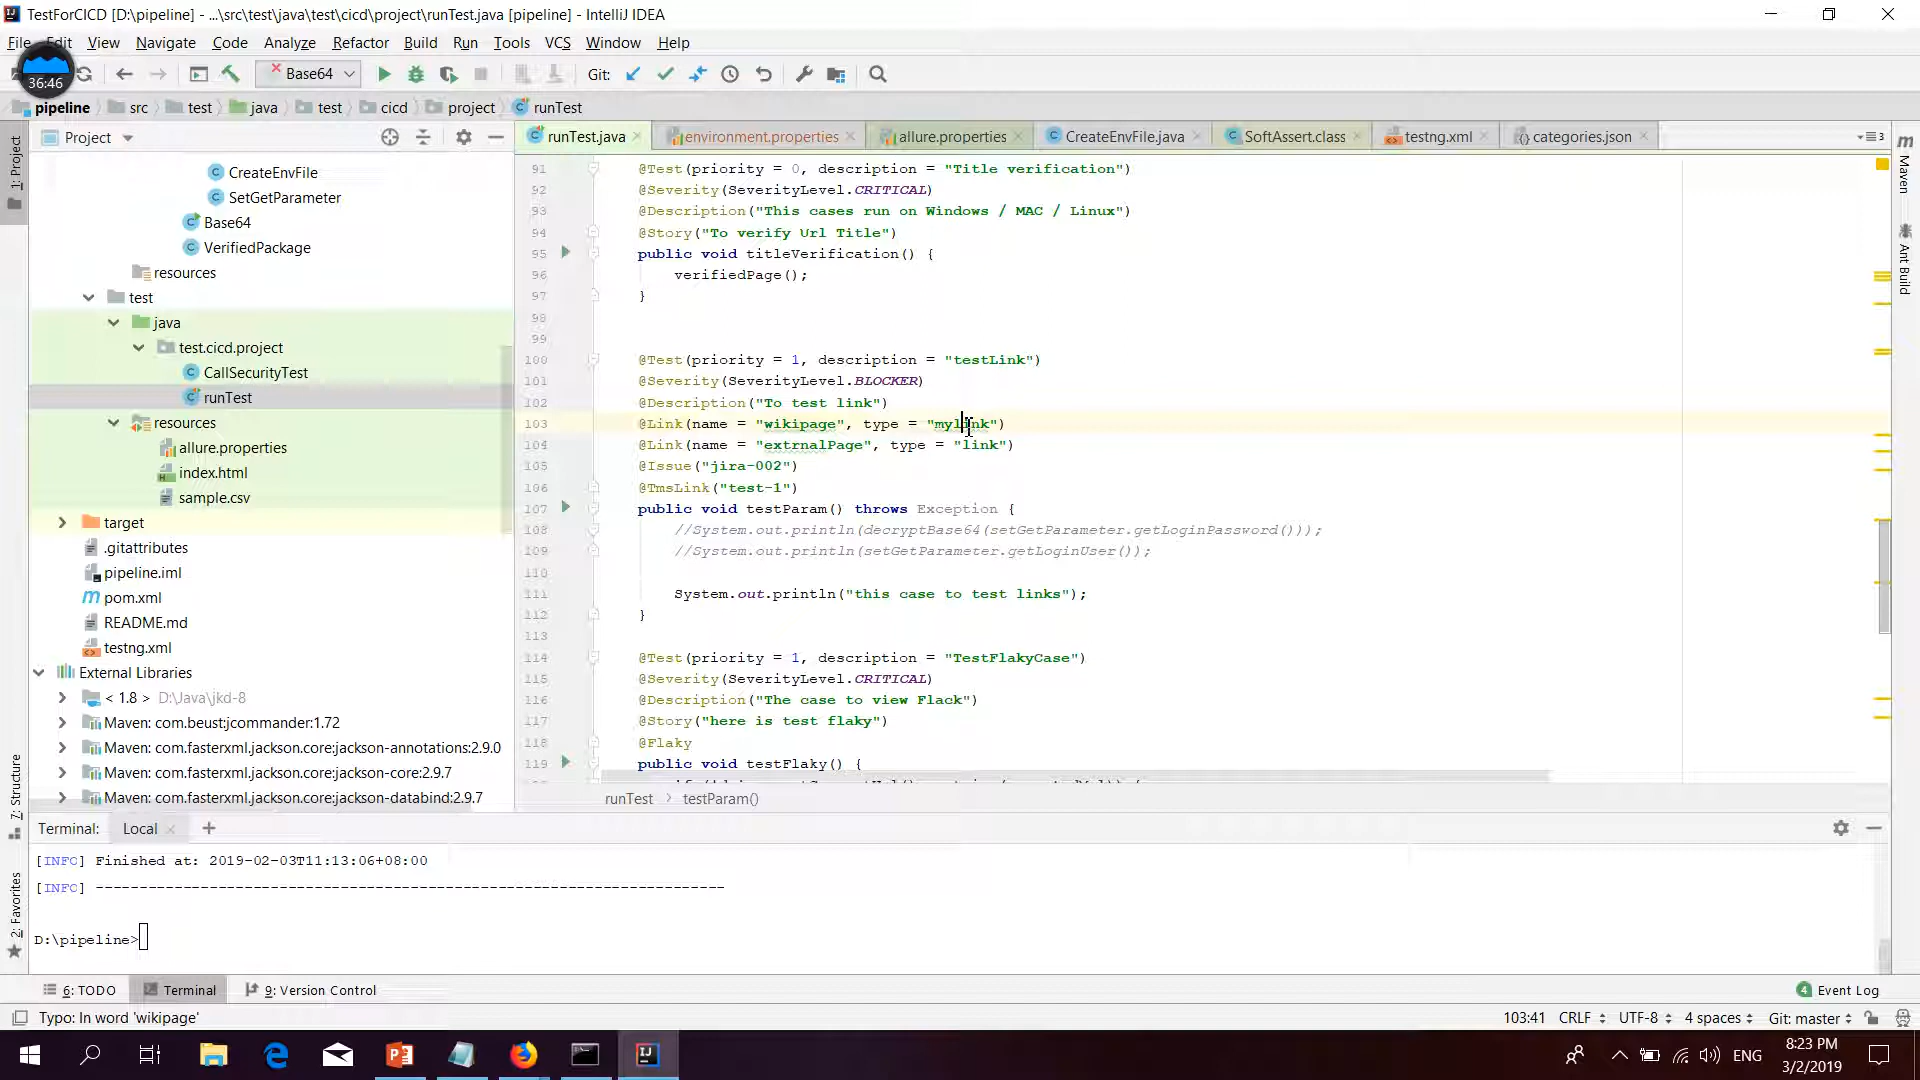 TestForCICD [D:\pipeline] - ...\src\test\java\test\cicd\project\runTest.java [pipeline] - IntelliJ IDEA
File Edit View Navigate Code Analyze Refactor Build Run Tools VCS Window Help
36:46
Base64
Git:
pipeline src test java test cicd project runTest
1: Project
Project
runTest.java environment.properties allure.properties CreateEnvFile.java SoftAssert.class testng.xml categories.json
3
Maven
Ant Build
CreateEnvFile
SetGetParameter
Base64
VerifiedPackage
resources
test
java
test.cicd.project
CallSecurityTest
runTest
resources
allure.properties
index.html
sample.csv
target
.gitattributes
pipeline.iml
pom.xml
README.md
testng.xml
External Libraries
< 1.8 > D:\Java\jkd-8
Maven: com.beust:jcommander:1.72
Maven: com.fasterxml.jackson.core:jackson-annotations:2.9.0
Maven: com.fasterxml.jackson.core:jackson-core:2.9.7
Maven: com.fasterxml.jackson.core:jackson-databind:2.9.7
91 @Test(priority = 0, description = "Title verification")
92 @Severity(SeverityLevel.CRITICAL)
93 @Description("This cases run on Windows / MAC / Linux")
94 @Story("To verify Url Title")
95 public void titleVerification() {
96 verifiedPage();
97 }
98
99
100 @Test(priority = 1, description = "testLink")
101 @Severity(SeverityLevel.BLOCKER)
102 @Description("To test link")
103 @Link(name = "wikipage", type = "mylink")
104 @Link(name = "extrnalPage", type = "link")
105 @Issue("jira-002")
106 @TmsLink("test-1")
107 public void testParam() throws Exception {
108 //System.out.println(decryptBase64(setGetParameter.getLoginPassword()));
109 //System.out.println(setGetParameter.getLoginUser());
110
111 System.out.println("this case to test links");
112 }
113
114 @Test(priority = 1, description = "TestFlakyCase")
115 @Severity(SeverityLevel.CRITICAL)
116 @Description("The case to view Flack")
117 @Story("here is test flaky")
118 @Flaky
119 public void testFlaky() {
runTest testParam()
7: Structure
2: Favorites
Terminal: Local
[INFO] Finished at: 2019-02-03T11:13:06+08:00
[INFO] ------------------------------------------------------------------------
D:\pipeline>
6: TODO Terminal 9: Version Control
4 Event Log
Typo: In word 'wikipage'
103:41 CRLF UTF-8 4 spaces Git: master
ENG
8:23 PM
3/2/2019